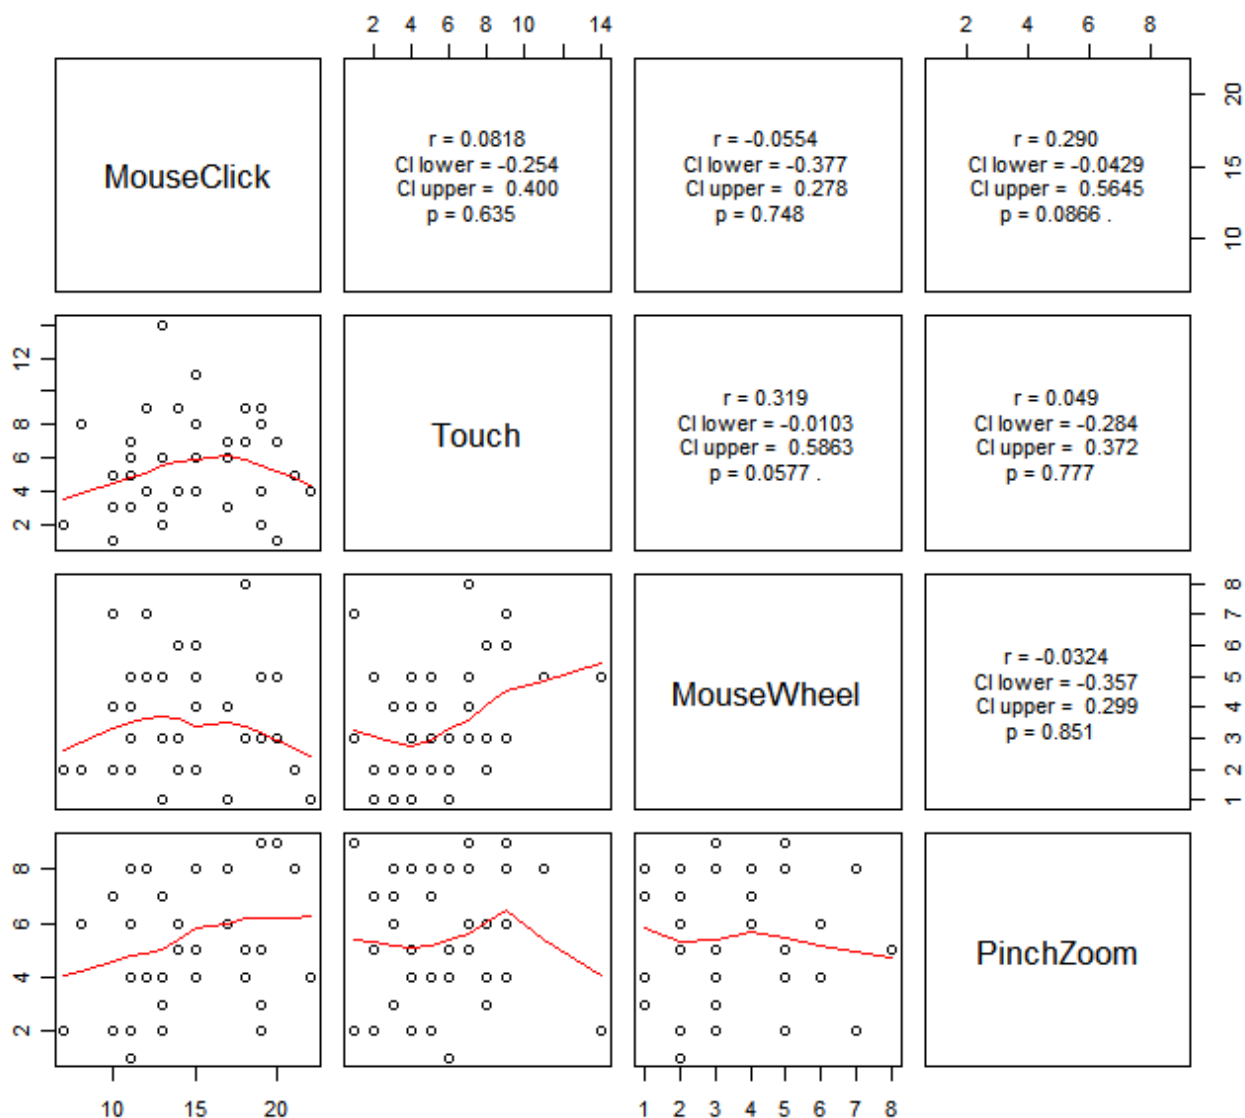 2 4 6 8 10 14
2 4 6 8
MouseClick
r = 0.0818
CI lower = -0.254
CI upper = 0.400
p = 0.635
r = -0.0554
CI lower = -0.377
CI upper = 0.278
p = 0.748
r = 0.290
CI lower = -0.0429
CI upper = 0.5645
p = 0.0866 .
20
15
10
12
8
6
4
2
Touch
r = 0.319
CI lower = -0.0103
CI upper = 0.5863
p = 0.0577 .
r = 0.049
CI lower = -0.284
CI upper = 0.372
p = 0.777
MouseWheel
r = -0.0324
CI lower = -0.357
CI upper = 0.299
p = 0.851
8
7
6
5
4
3
2
1
8
6
4
2
PinchZoom
10 15 20
1 2 3 4 5 6 7 8